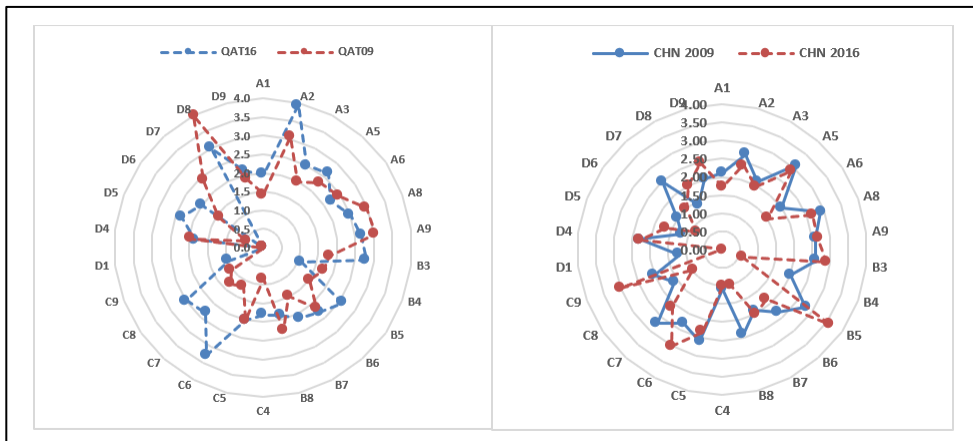 QAT16 QAT09
A1
A2
A3
A5
A6
A8
A9
B3
B4
B5
B6
B7
B8
C4
C5
C6
C7
C8
C9
D1
D4
D5
D6
D7
D8
D9
4.0
3.5
3.0
2.5
2.0
1.5
1.0
0.5
0.0
CHN 2009 CHN 2016
A1
A2
A3
A5
A6
A8
A9
B3
B4
B5
B6
B7
B8
C4
C5
C6
C7
C8
C9
D1
D4
D5
D6
D7
D8
D9
4.00
3.50
3.00
2.50
2.00
1.50
1.00
0.50
0.00